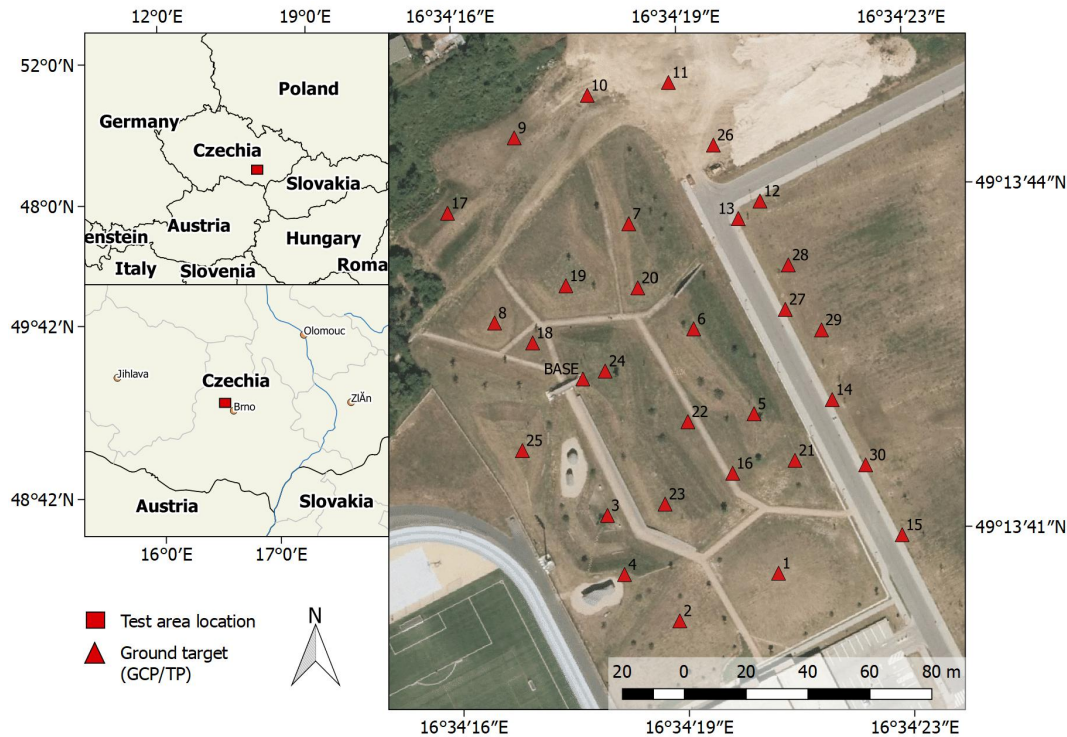 12°0′E
19°0′E
52°0′N
48°0′N
Poland
Germany
Czechia
Slovakia
Austria
Hungary
enstein
Roma
Italy
Slovenia
49°42′N
48°42′N
Olomouc
Jihlava
Czechia
Brno
ZlÃn
Austria
Slovakia
16°0′E
17°0′E
Test area location
Ground target
(GCP/TP)
N
16°34′16″E
16°34′19″E
16°34′23″E
11
10
9
26
49°13′44″N
12
13
17
7
28
19
20
27
8
6
29
18
24
BASE
14
5
22
25
21
16
30
23
3
49°13′41″N
15
4
1
2
20
0
20
40
60
80 m
16°34′16″E
16°34′19″E
16°34′23″E